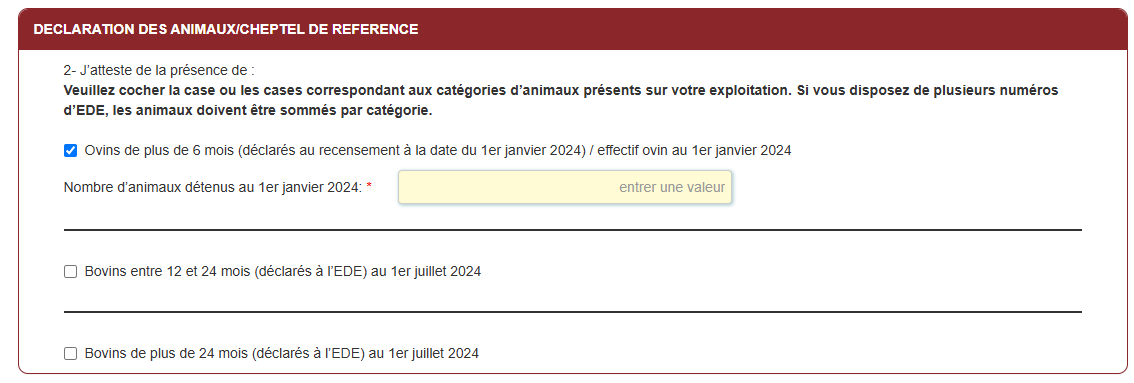 DECLARATION DES ANIMAUX/CHEPTEL DE REFERENCE
2- J’atteste de la présence de :
Veuillez cocher la case ou les cases correspondant aux catégories d’animaux présents sur votre exploitation. Si vous disposez de plusieurs numéros
d’EDE, les animaux doivent être sommés par catégorie.
Ovins de plus de 6 mois (déclarés au recensement à la date du 1er janvier 2024) / effectif ovin au 1er janvier 2024
Nombre d’animaux détenus au 1er janvier 2024: * entrer une valeur
Bovins entre 12 et 24 mois (déclarés à l’EDE) au 1er juillet 2024
Bovins de plus de 24 mois (déclarés à l’EDE) au 1er juillet 2024